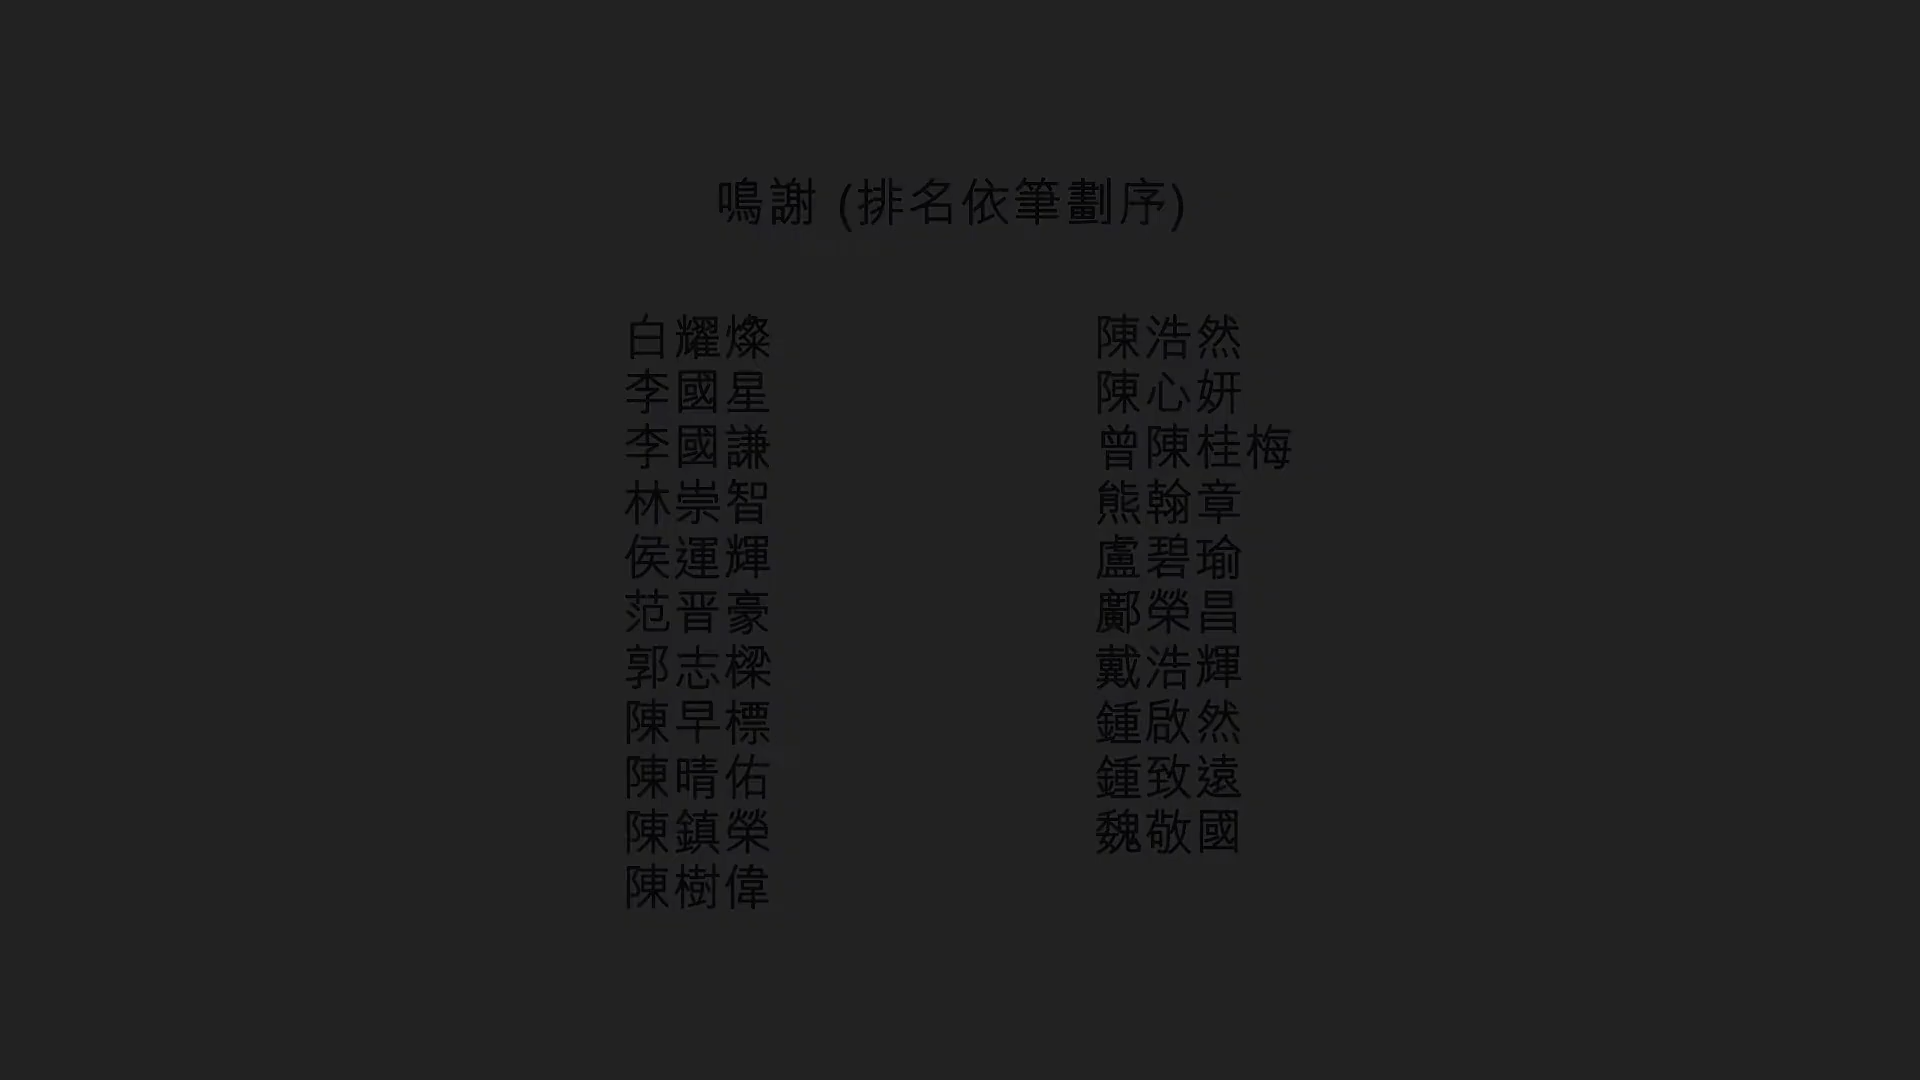 鳴謝 (排名依筆劃序)
白耀燦
李國星
李國謙
林崇智
侯運輝
范晋豪
郭志樑
陳早標
陳晴佑
陳鎮榮
陳樹偉
陳浩然
陳心妍
曾陳桂梅
熊翰章
盧碧瑜
鄺榮昌
戴浩輝
鍾啟然
鍾致遠
魏敬國